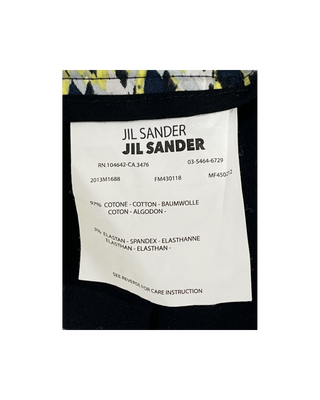 JIL SANDER
JIL SANDER
RN.104642-CA.3476 03-S464-6729
2013M1688 FM430118
97% COTONE - COTTON - BAUMWOLLE
COTON - ALGODON -
3% ELASTAN - SPANDEX - ELASTHANNE
ELASTHAN - ELASTHAN -
SEE REVERSE FOR CARE INSTRUCTION